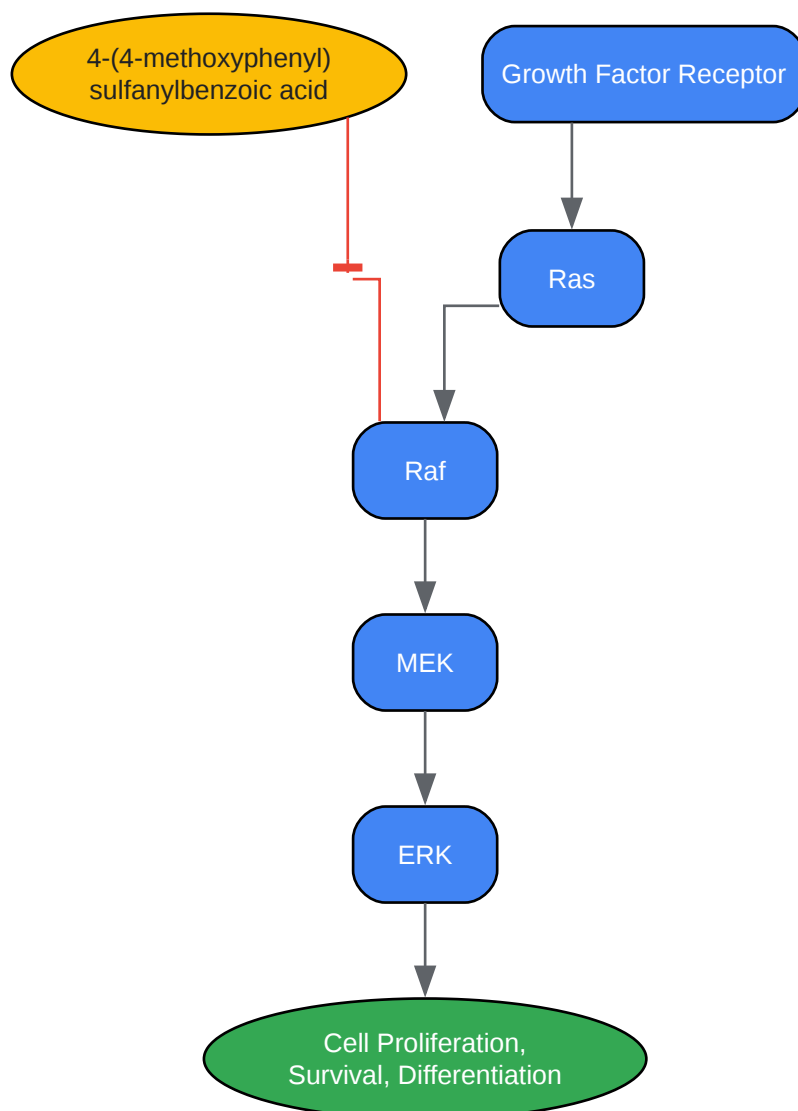 4-(4-methoxyphenyl)
sulfanylbenzoic acid
Growth Factor Receptor
Ras
Raf
MEK
ERK
Cell Proliferation,
Survival, Differentiation